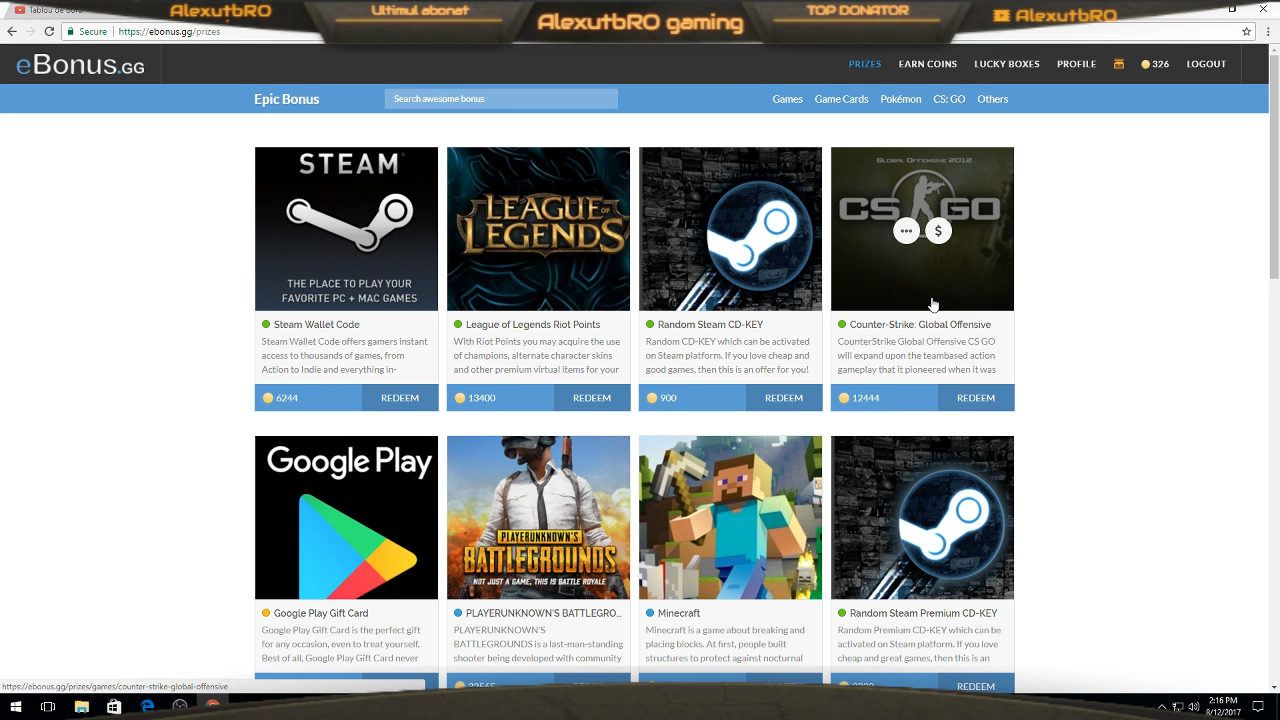 Tablou de bord
AlexutbRO
Ultimul abonat
AlexutbRO gaming
TOP DONATOR
AlexutbRO
Secure https://ebonus.gg/prizes
eBonus.GG
PRIZES EARN COINS LUCKY BOXES PROFILE 326 LOGOUT
Epic Bonus Search awesome bonus Games Game Cards Pokémon CS: GO Others
STEAM
THE PLACE TO PLAY YOUR
FAVORITE PC + MAC GAMES
LEAGUE OF
LEGENDS
GLOBAL OFFENSIVE 2012
CS GO
Steam Wallet Code
Steam Wallet Code offers gamers instant
access to thousands of games, from
Action to Indie and everything in-
6244 REDEEM
League of Legends Riot Points
With Riot Points you may acquire the use
of champions, alternate character skins
and other premium virtual items for your
13400 REDEEM
Random Steam CD-KEY
Random CD-KEY which can be activated
on Steam platform. If you love cheap and
good games, then this is an offer for you!
900 REDEEM
Counter-Strike: Global Offensive
CounterStrike Global Offensive CS GO
will expand upon the teambased action
gameplay that it pioneered when it was
12444 REDEEM
Google Play
PLAYERUNKNOWN'S
BATTLEGROUNDS
NOT JUST A GAME, THIS IS BATTLE ROYALE
Google Play Gift Card
Google Play Gift Card is the perfect gift
for any occasion, even to treat yourself.
Best of all, Google Play Gift Card never
PLAYERUNKNOWN'S BATTLEGRO...
PLAYERUNKNOWN'S
BATTLEGROUNDS is a last-man-standing
shooter being developed with community
Minecraft
Minecraft is a game about breaking and
placing blocks. At first, people built
structures to protect against nocturnal
Random Steam Premium CD-KEY
Random Premium CD-KEY which can be
activated on Steam platform. If you love
cheap and great games, then this is an
REDEEM
https://ebonus.gg/prizes/games/counter-strike-global-offensive
2:16 PM
8/12/2017